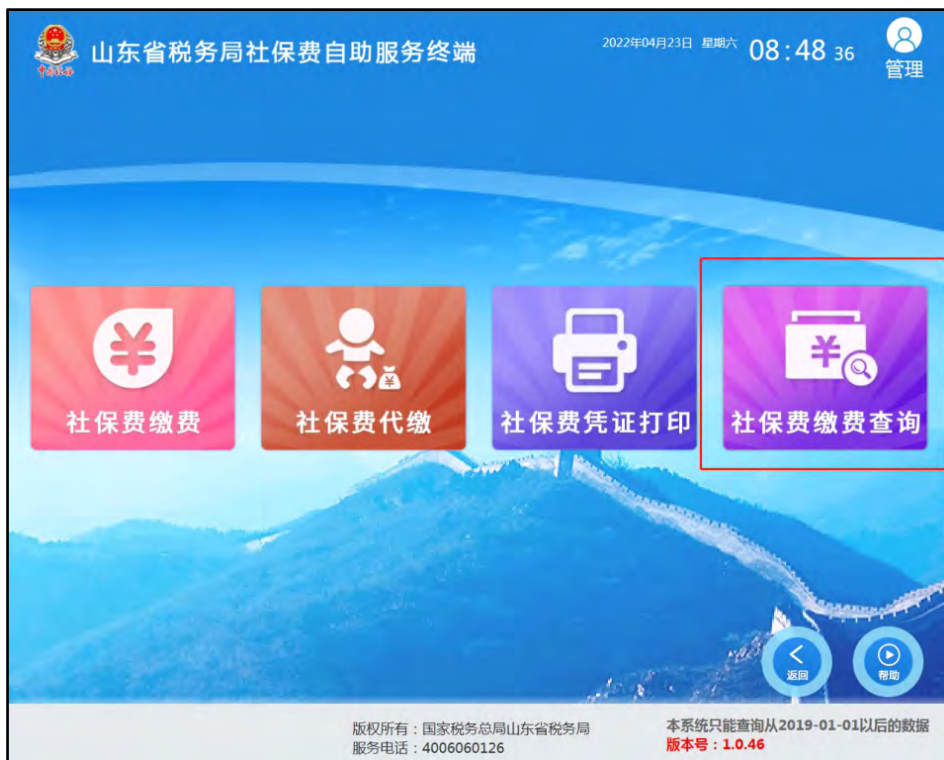 山东省税务局社保费自助服务终端
2022年04月23日 星期六 08:48 36
管理
社保费缴费
社保费代缴
社保费凭证打印
社保费缴费查询
返回
帮助
版权所有：国家税务总局山东省税务局
服务电话：4006060126
本系统只能查询从2019-01-01以后的数据
版本号：1.0.46